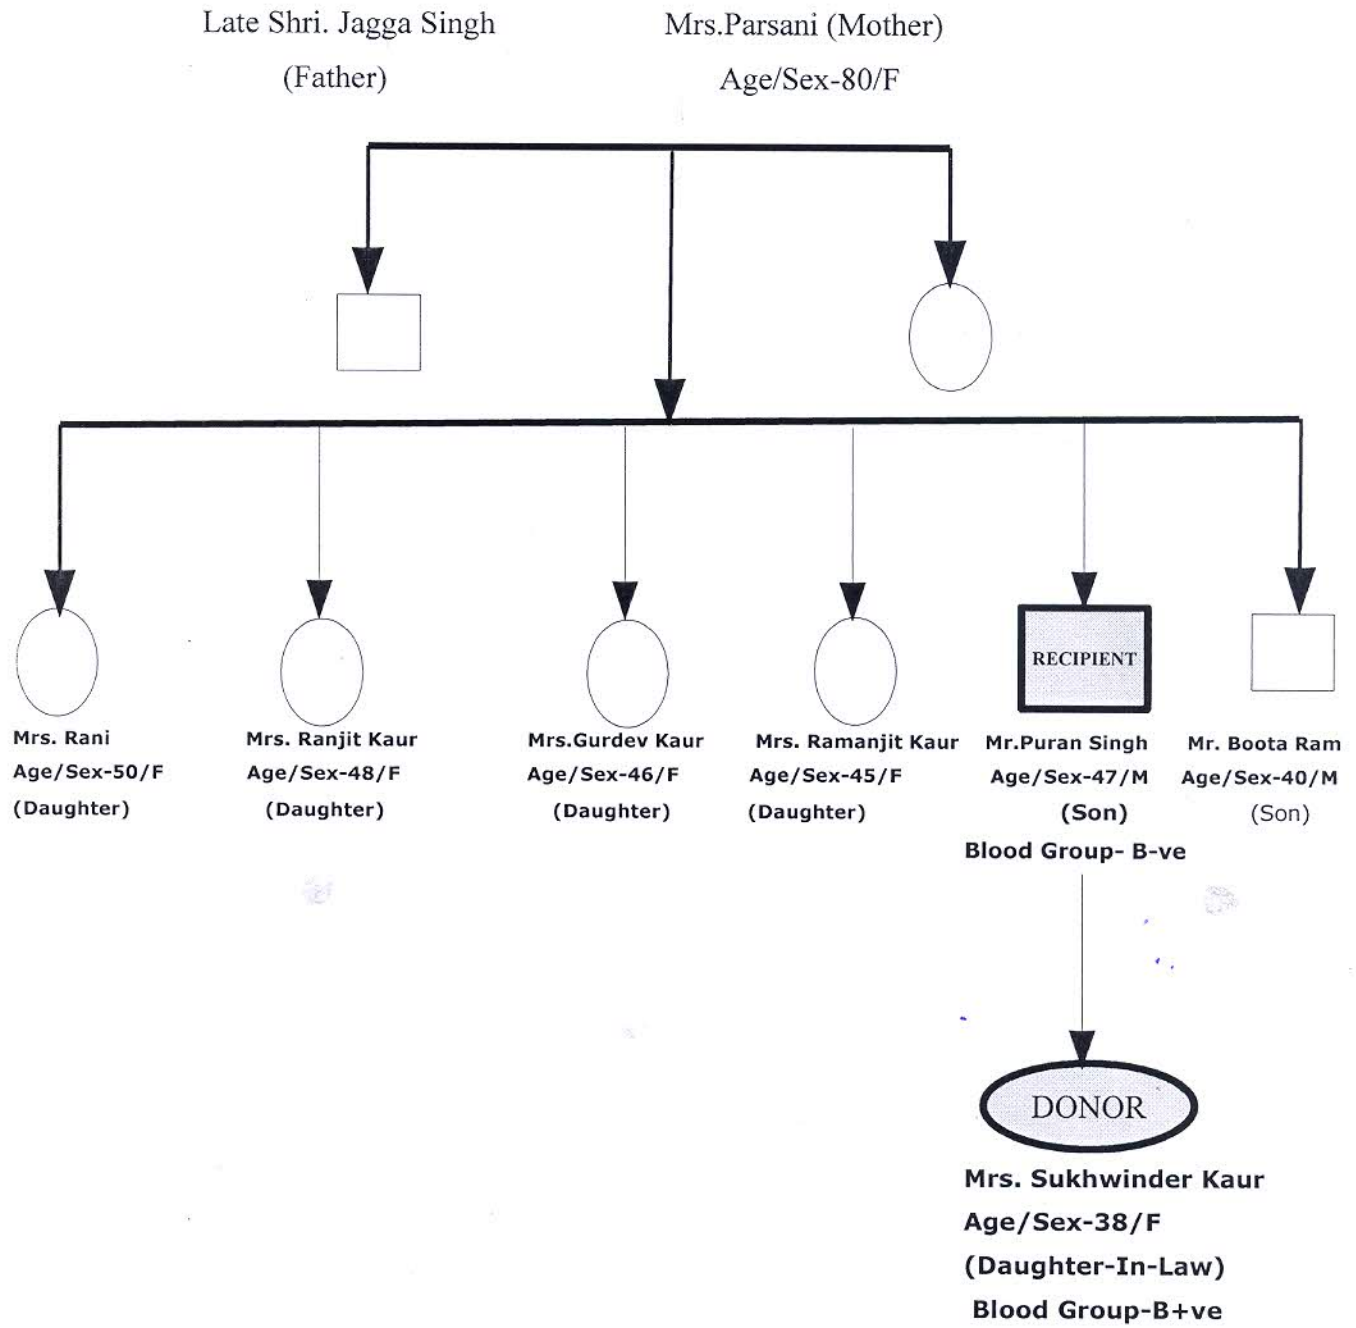 Late Shri. Jagga Singh
(Father)
Mrs.Parsani (Mother)
Age/Sex-80/F
Mrs. Rani
Age/Sex-50/F
(Daughter)
Mrs. Ranjit Kaur
Age/Sex-48/F
(Daughter)
Mrs.Gurdev Kaur
Age/Sex-46/F
(Daughter)
Mrs. Ramanjit Kaur
Age/Sex-45/F
(Daughter)
RECIPIENT
Mr.Puran Singh
Age/Sex-47/M
(Son)
Blood Group- B-ve
Mr. Boota Ram
Age/Sex-40/M
(Son)
DONOR
Mrs. Sukhwinder Kaur
Age/Sex-38/F
(Daughter-In-Law)
Blood Group-B+ve